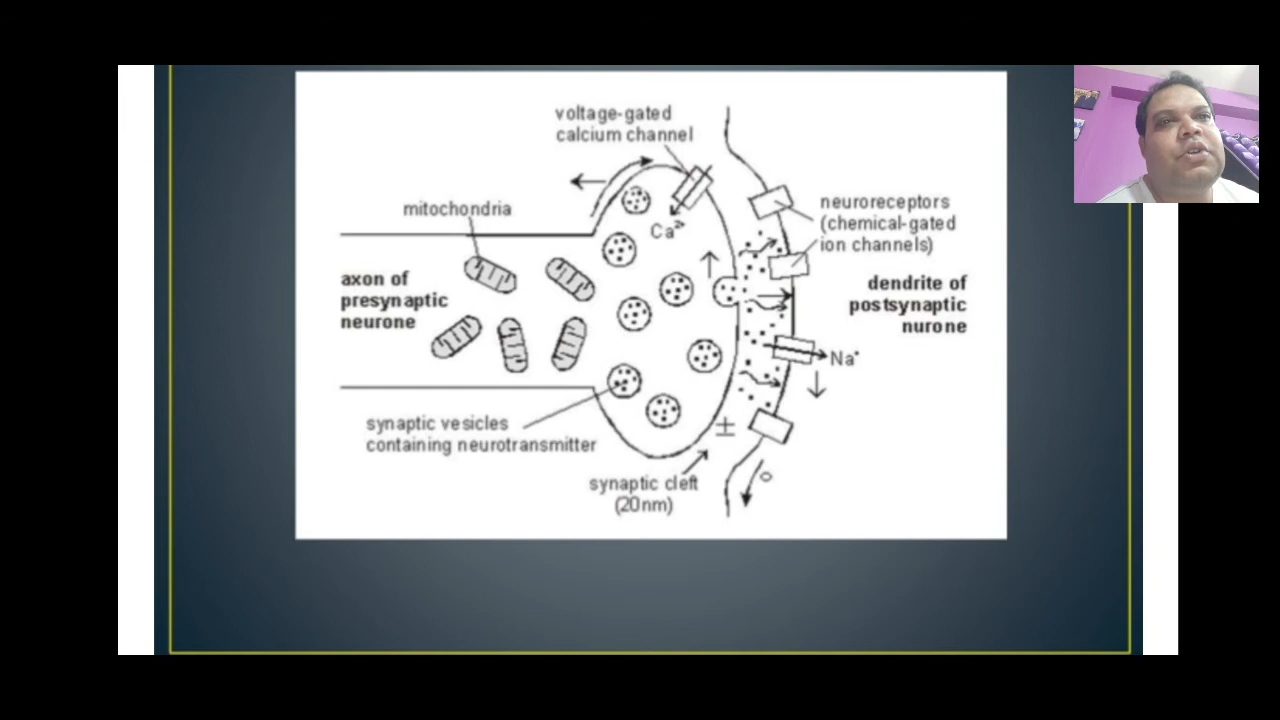 voltage-gated
calcium channel
mitochondria
Ca²⁺
neuroreceptors
(chemical-gated
ion channels)
axon of
presynaptic
neurone
dendrite of
postsynaptic
nurone
Na⁺
synaptic vesicles
containing neurotransmitter
±
synaptic cleft
(20nm)